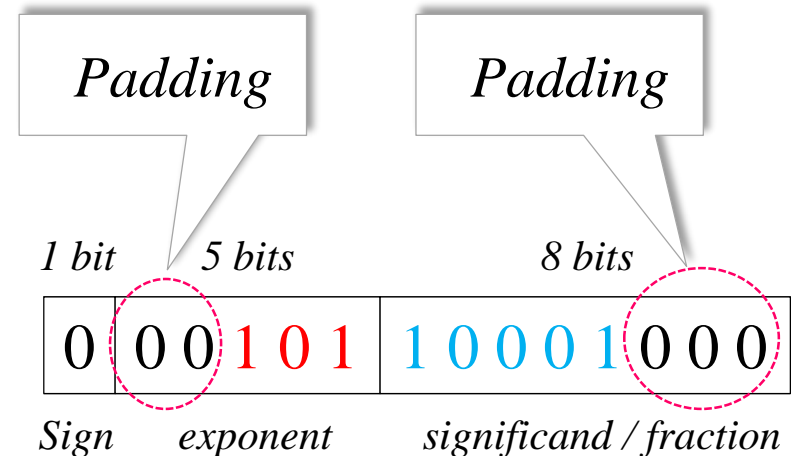 Padding Padding
1 bit 5 bits 8 bits
0 0 0 1 0 1 1 0 0 0 1 0 0 0
Sign exponent significand / fraction